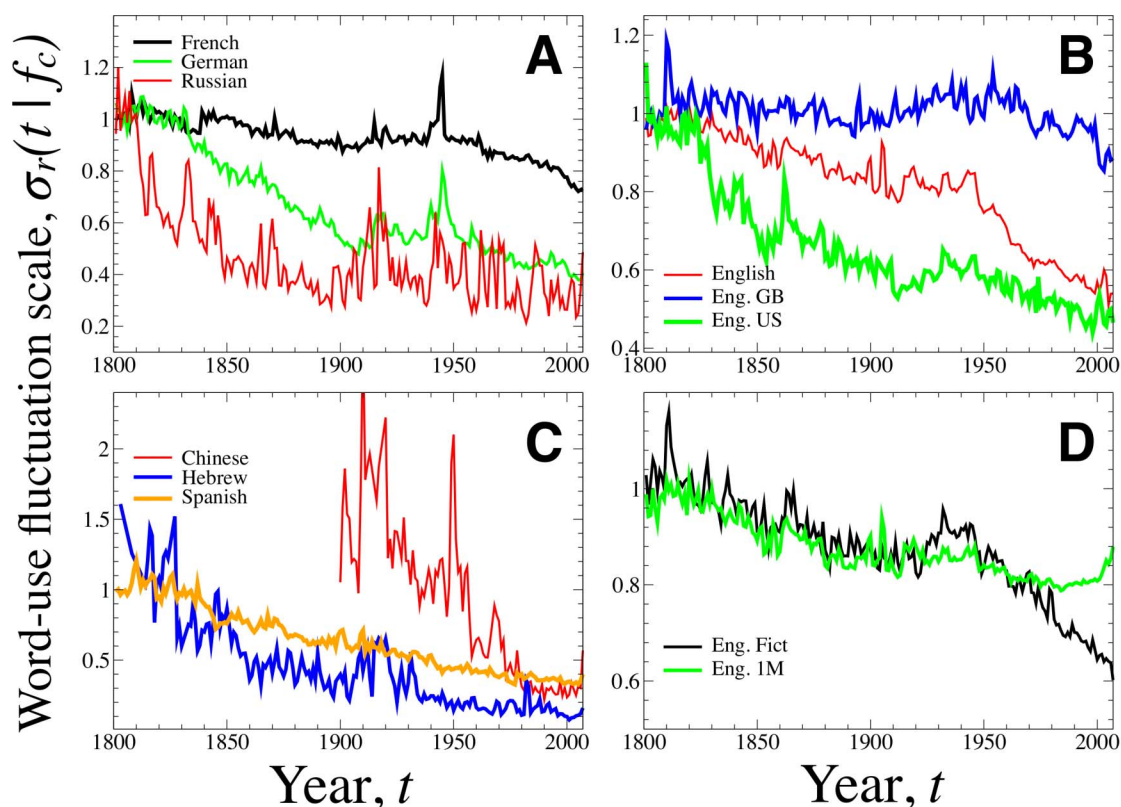 Word-use fluctuation scale, σr(t | fc)
A
French
German
Russian
1.2
1
0.8
0.6
0.4
0.2
1800 1850 1900 1950 2000
B
1.2
1
0.8
0.6
0.4
English
Eng. GB
Eng. US
1800 1850 1900 1950 2000
C
2
1.5
1
0.5
Chinese
Hebrew
Spanish
1800 1850 1900 1950 2000
D
1
0.8
0.6
Eng. Fict
Eng. 1M
1800 1850 1900 1950 2000
Year, t
Year, t